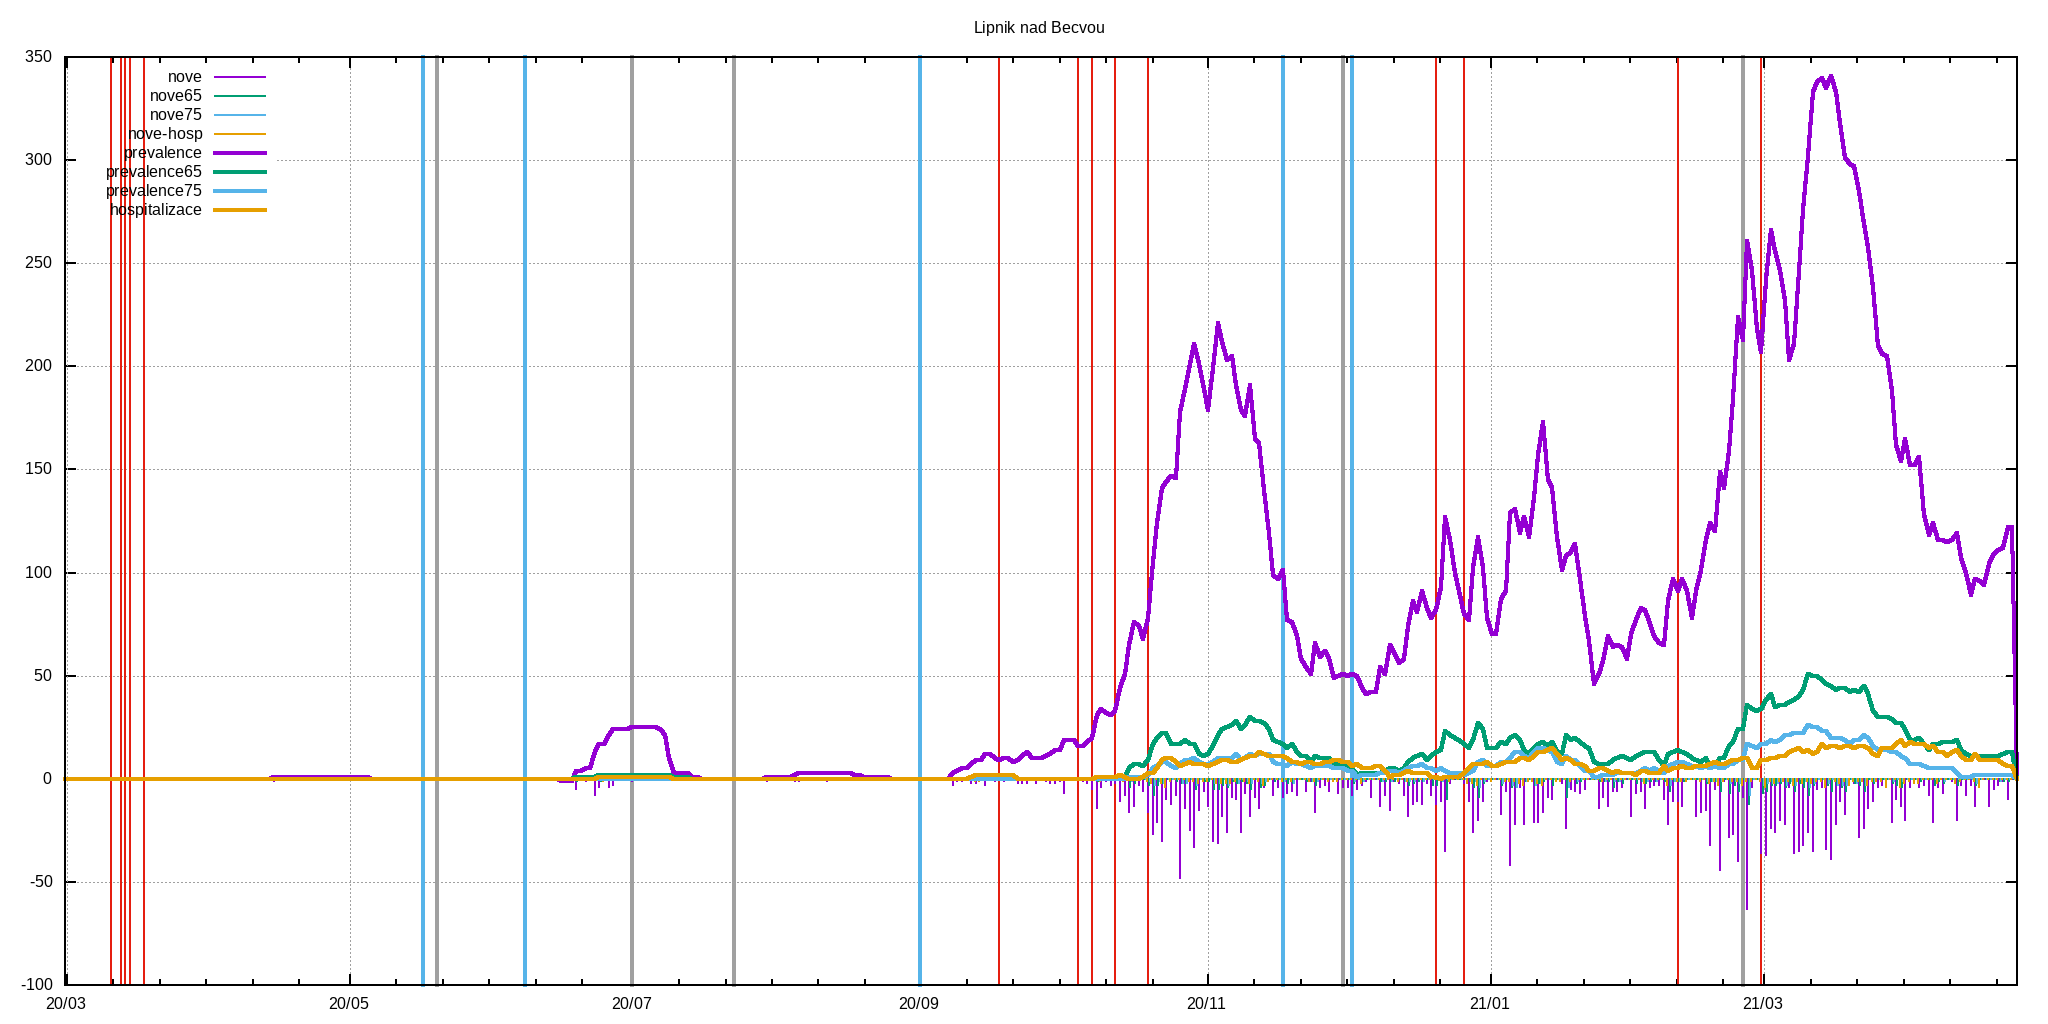 Lipnik nad Becvou
350
300
250
200
150
100
50
0
-50
-100
nove
nove65
nove75
nove-hosp
prevalence
prevalence65
prevalence75
hospitalizace
20/03 20/05 20/07 20/09 20/11 21/01 21/03